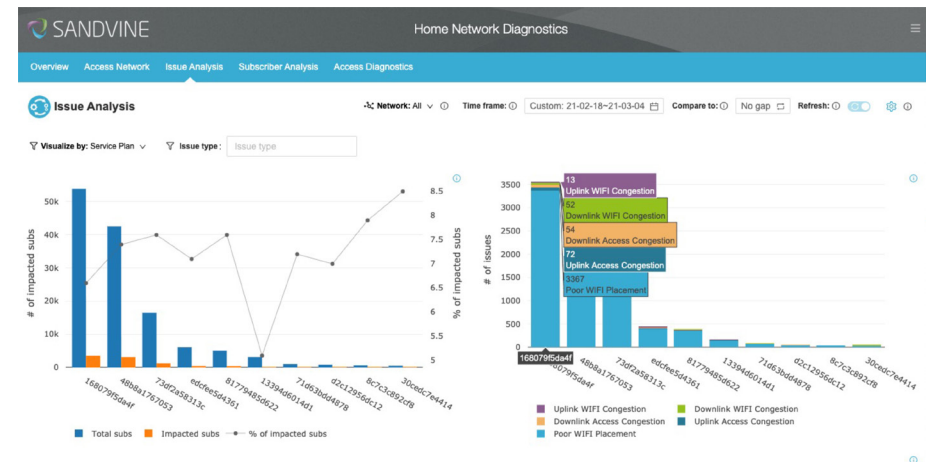 SANDVINE
Home Network Diagnostics
Overview Access Network Issue Analysis Subscriber Analysis Access Diagnostics
Issue Analysis
Network: All
Time frame:
Custom: 21-02-18~21-03-04
Compare to:
No gap
Refresh:
Visualize by: Service Plan
Issue type:
Issue type
# of impacted subs
50k
40k
30k
20k
10k
0
8.5
8
7.5
7
6.5
6
5.5
5
% of impacted subs
168079f5da4f
48b8a1767053
73df2a58313c
edcfee5d4361
81779485d622
13394d6014d1
71d63bdd4878
d2c12956dc12
8c7c3c892cf8
30cedc7e4414
Total subs Impacted subs % of impacted subs
# of issues
3500
3000
2500
2000
1500
1000
500
0
13
Uplink WIFI Congestion
52
Downlink WIFI Congestion
54
Downlink Access Congestion
72
Uplink Access Congestion
3367
Poor WIFI Placement
168079f5da4f
48b8a1767053
73df2a58313c
edcfee5d4361
81779485d622
13394d6014d1
71d63bdd4878
d2c12956dc12
8c7c3c892cf8
30cedc7e4414
Uplink WIFI Congestion Downlink WIFI Congestion
Downlink Access Congestion Uplink Access Congestion
Poor WIFI Placement